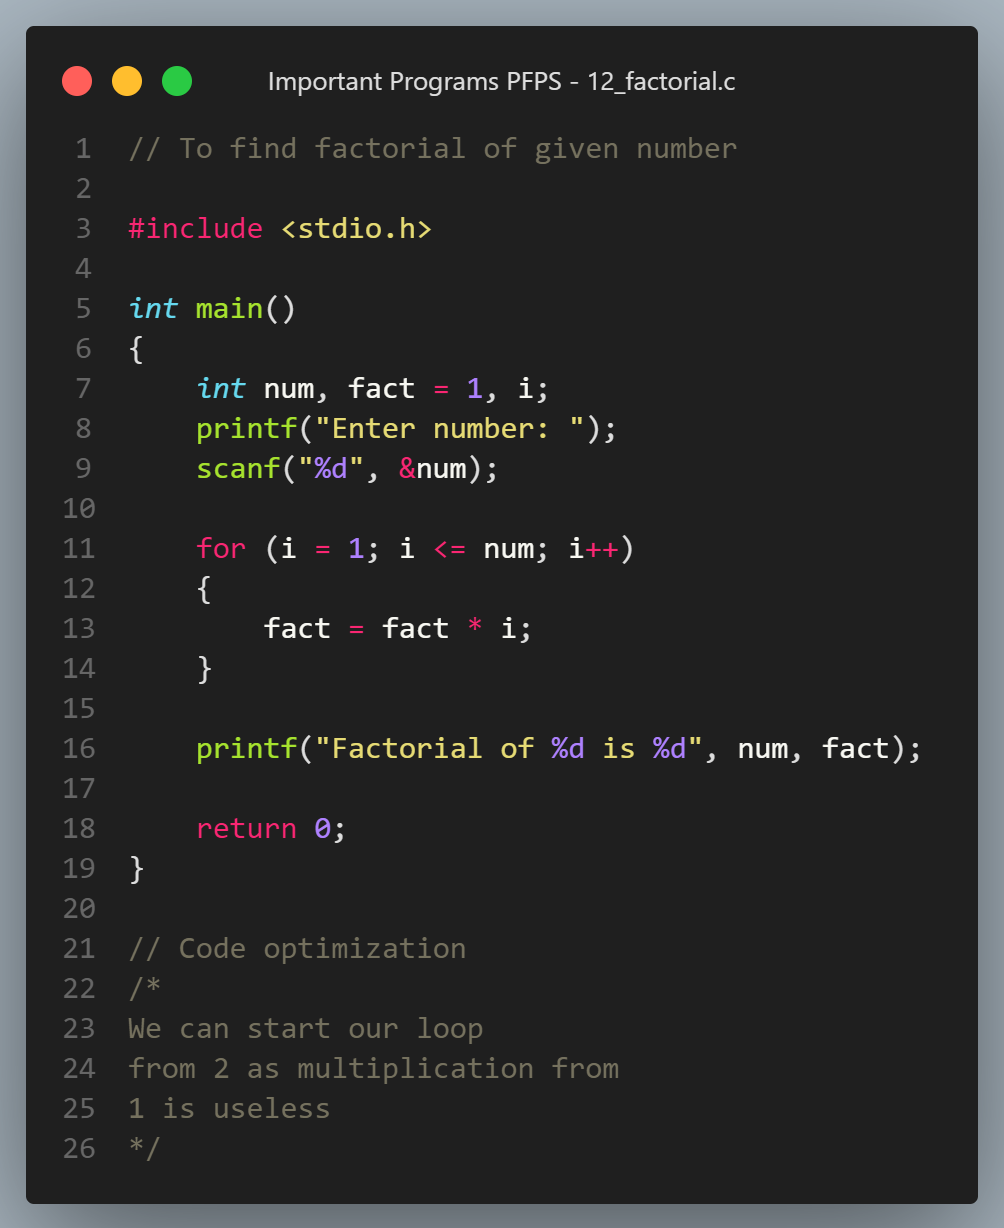 Important Programs PFPS - 12_factorial.c
1 // To find factorial of given number
2
3 #include <stdio.h>
4
5 int main()
6 {
7     int num, fact = 1, i;
8     printf("Enter number: ");
9     scanf("%d", &num);
10
11     for (i = 1; i <= num; i++)
12     {
13         fact = fact * i;
14     }
15
16     printf("Factorial of %d is %d", num, fact);
17
18     return 0;
19 }
20
21 // Code optimization
22 /*
23 We can start our loop
24 from 2 as multiplication from
25 1 is useless
26 */